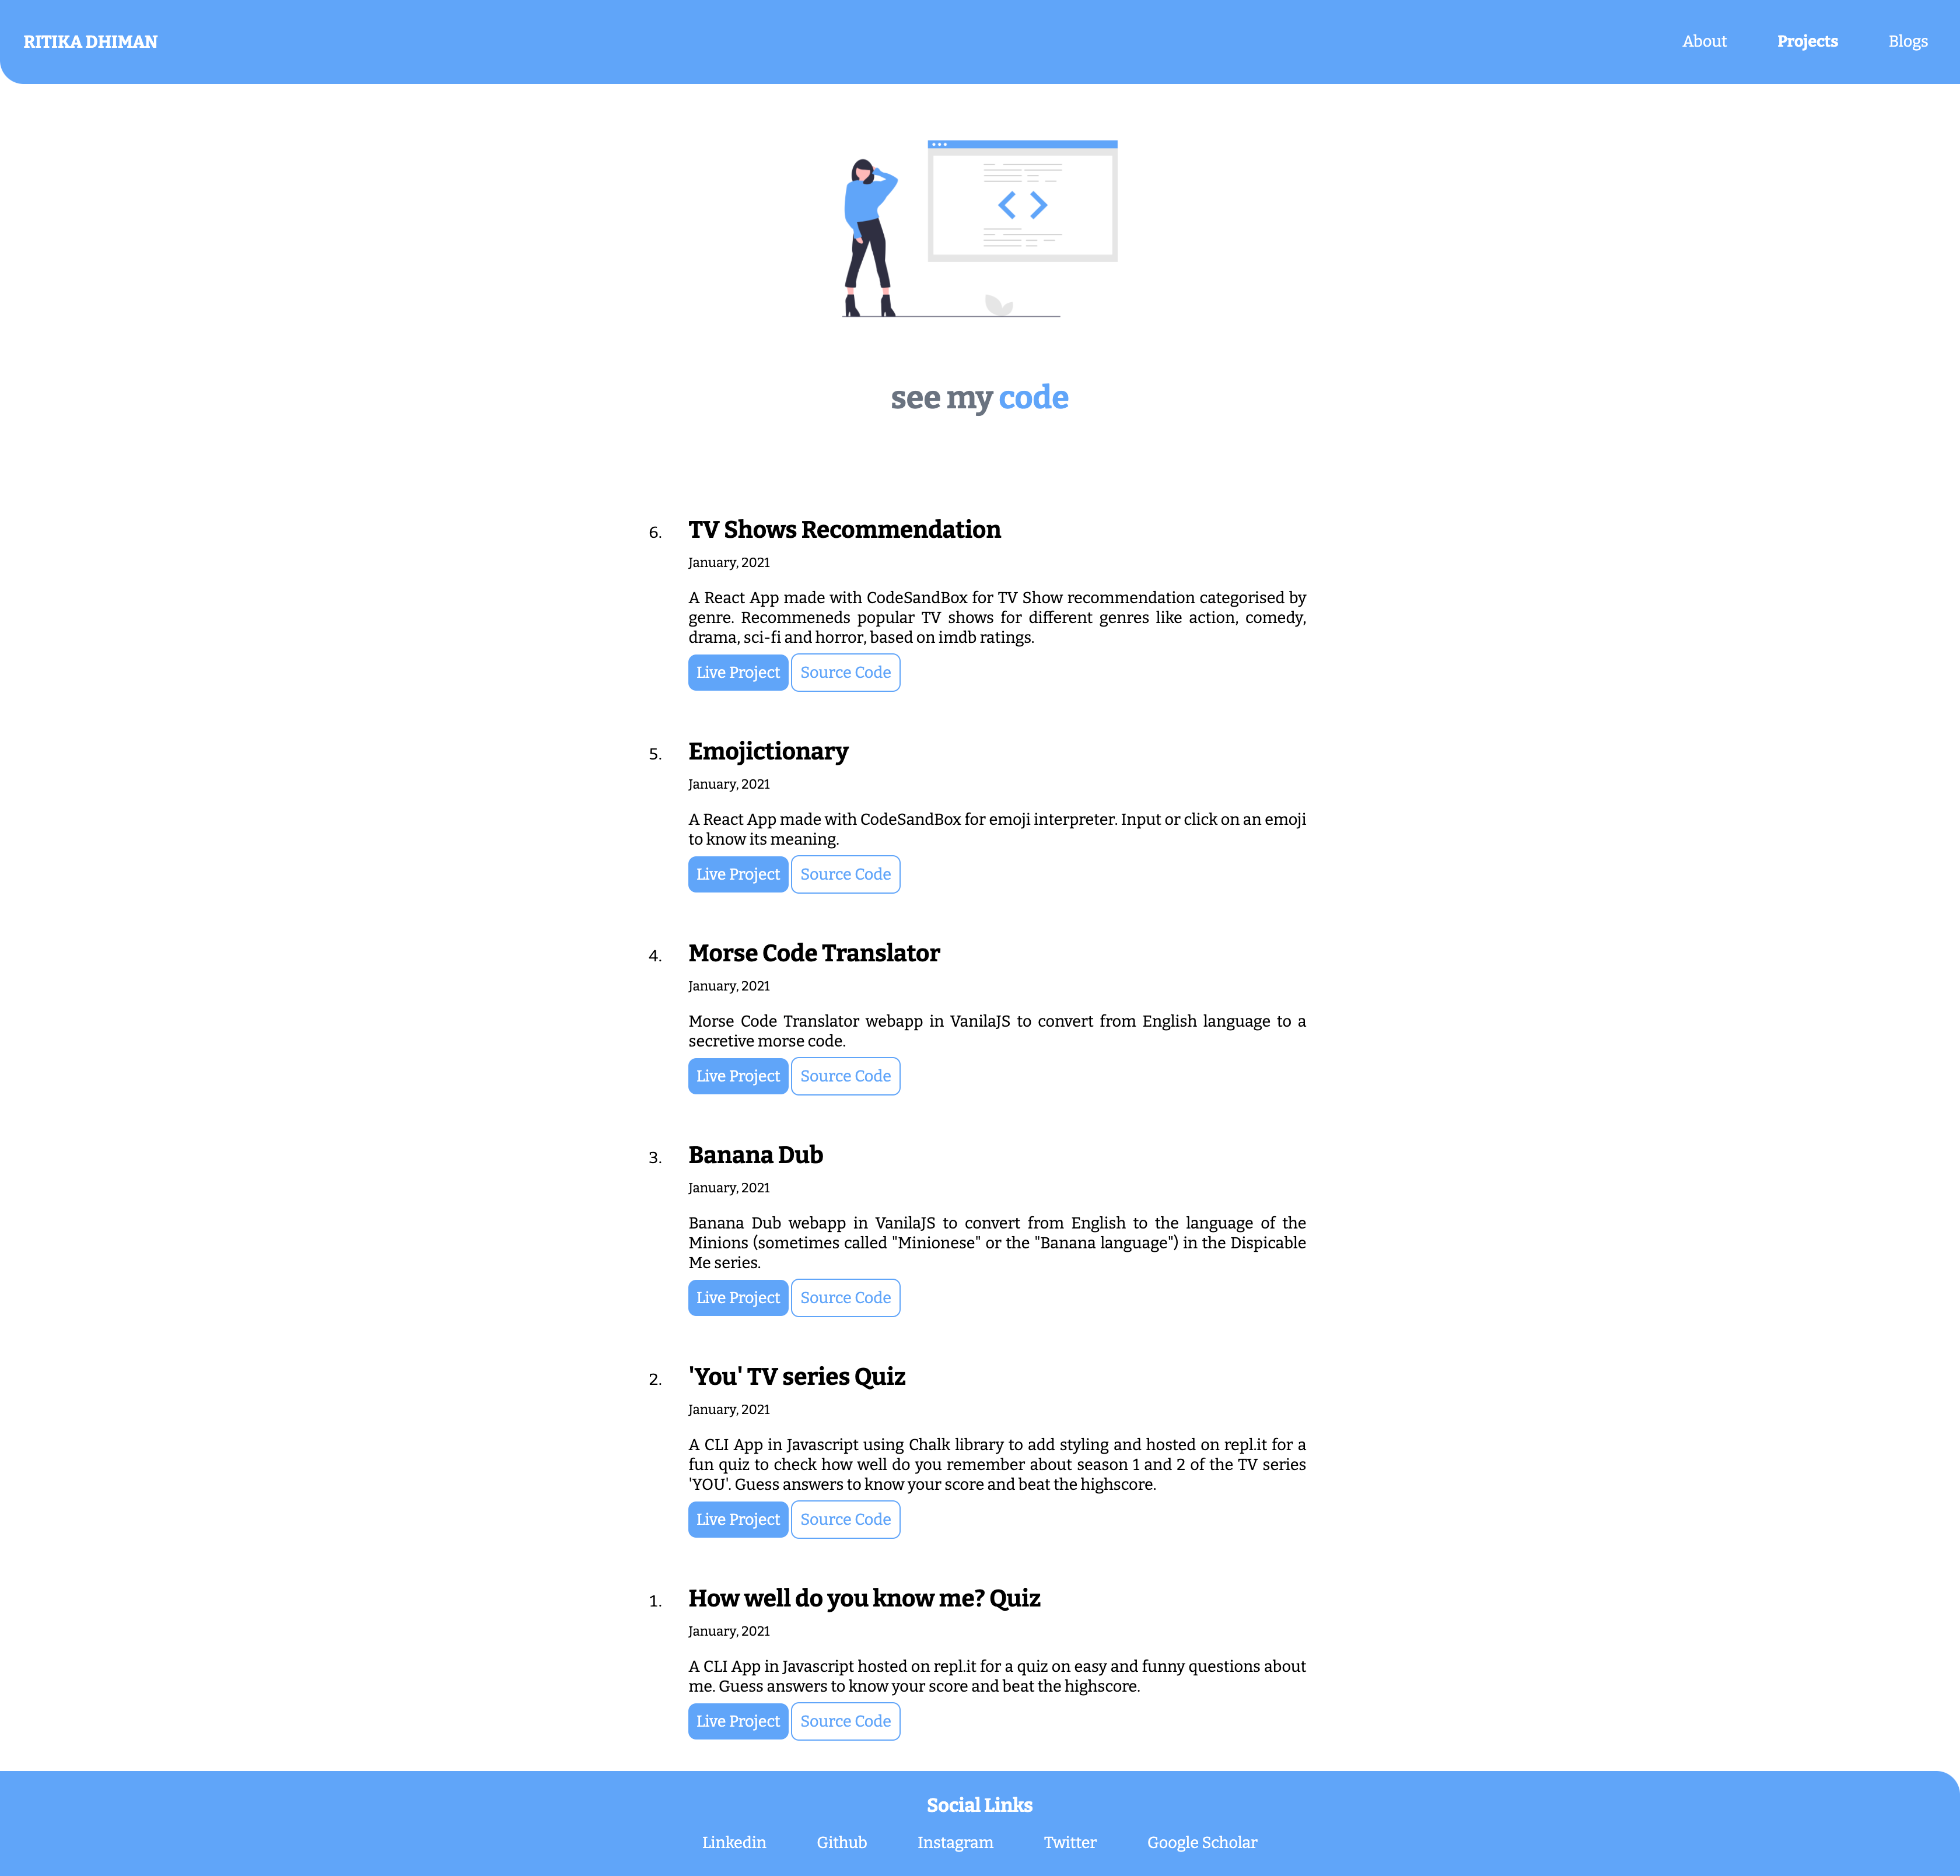 RITIKA DHIMAN
About Projects Blogs
see my code
6. TV Shows Recommendation
January, 2021
A React App made with CodeSandBox for TV Show recommendation categorised by
genre. Recommeneds popular TV shows for different genres like action, comedy,
drama, sci-fi and horror, based on imdb ratings.
Live Project Source Code
5. Emojictionary
January, 2021
A React App made with CodeSandBox for emoji interpreter. Input or click on an emoji
to know its meaning.
Live Project Source Code
4. Morse Code Translator
January, 2021
Morse Code Translator webapp in VanilaJS to convert from English language to a
secretive morse code.
Live Project Source Code
3. Banana Dub
January, 2021
Banana Dub webapp in VanilaJS to convert from English to the language of the
Minions (sometimes called "Minionese" or the "Banana language") in the Dispicable
Me series.
Live Project Source Code
2. 'You' TV series Quiz
January, 2021
A CLI App in Javascript using Chalk library to add styling and hosted on repl.it for a
fun quiz to check how well do you remember about season 1 and 2 of the TV series
'YOU'. Guess answers to know your score and beat the highscore.
Live Project Source Code
1. How well do you know me? Quiz
January, 2021
A CLI App in Javascript hosted on repl.it for a quiz on easy and funny questions about
me. Guess answers to know your score and beat the highscore.
Live Project Source Code
Social Links
Linkedin Github Instagram Twitter Google Scholar